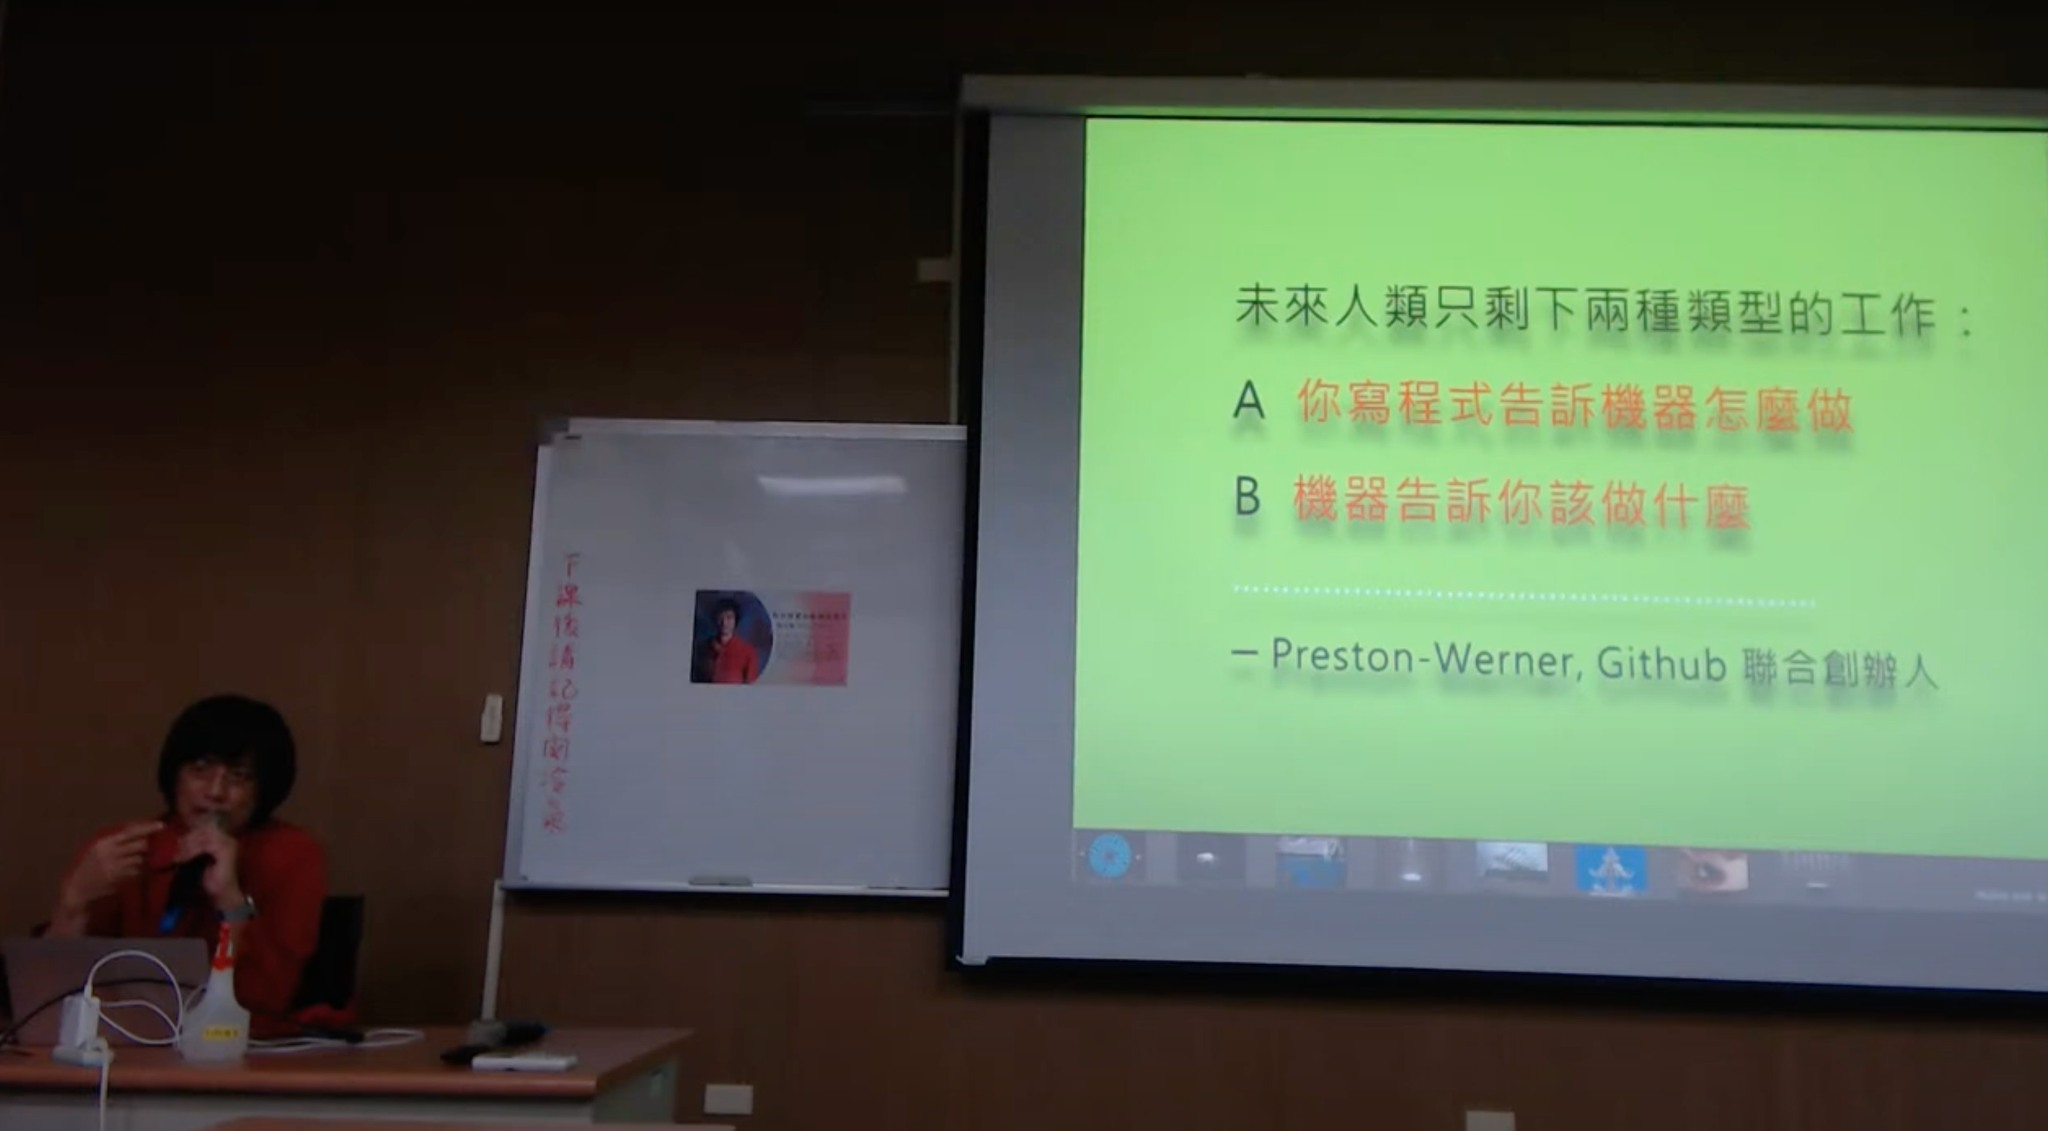 未來人類只剩下兩種類型的工作：
A 你寫程式告訴機器怎麼做
B 機器告訴你該做什麼
— Preston-Werner, Github 聯合創辦人
下課後請記得關冷氣